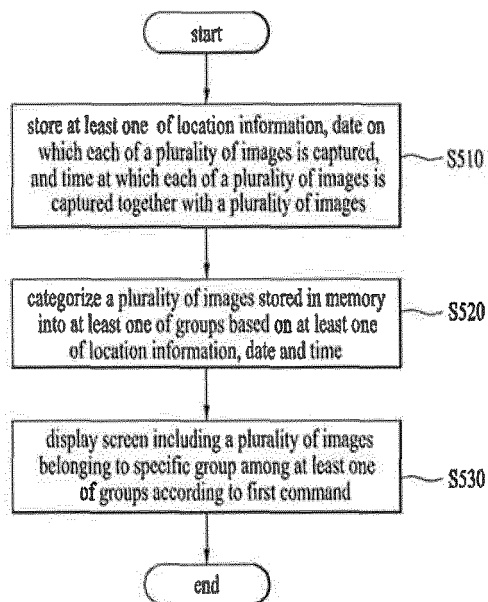 start
store at least one of location information, date on
which each of a plurality of images is captured,
and time at which each of a plurality of images is
captured together with a plurality of images
S510
categorize a plurality of images stored in memory
into at least one of groups based on at least one
of location information, date and time
S520
display screen including a plurality of images
belonging to specific group among at least one
of groups according to first command
S530
end